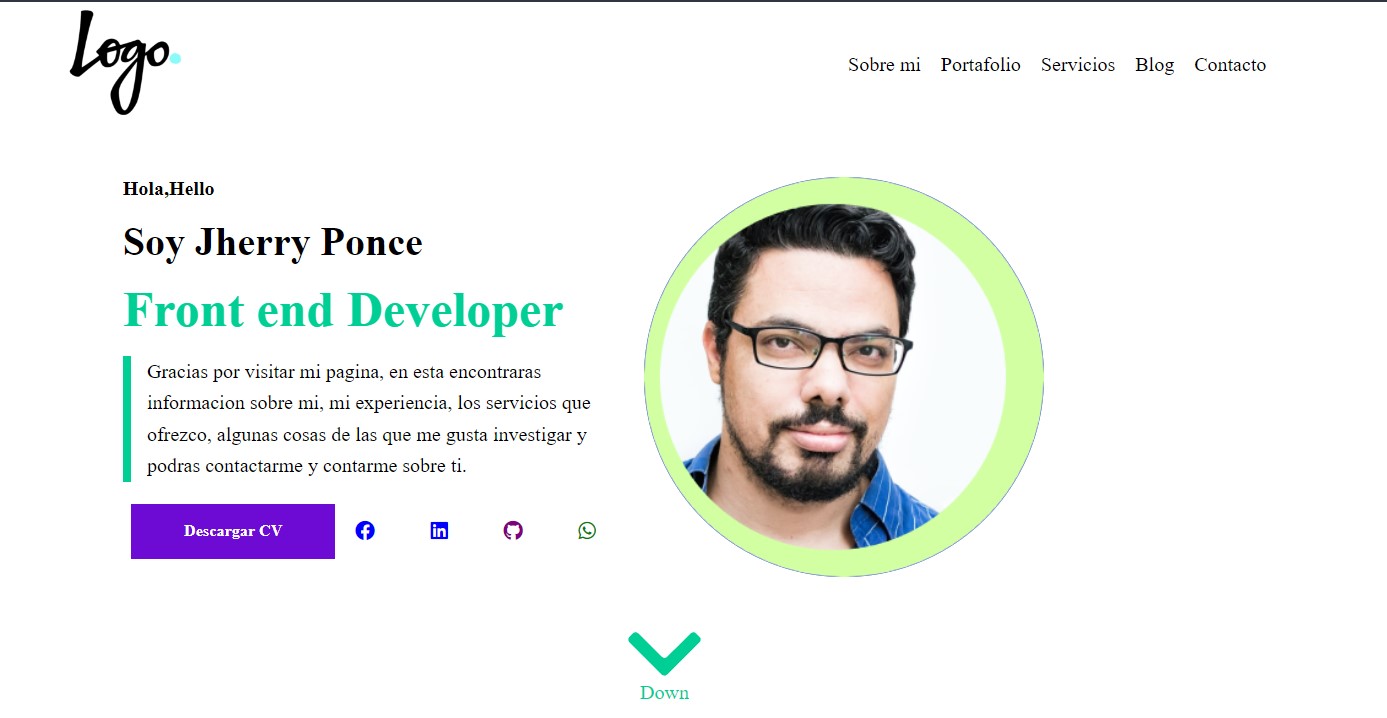 Logo.
Sobre mi Portafolio Servicios Blog Contacto
Hola,Hello
Soy Jherry Ponce
Front end Developer
Gracias por visitar mi pagina, en esta encontraras
informacion sobre mi, mi experiencia, los servicios que
ofrezco, algunas cosas de las que me gusta investigar y
podras contactarme y contarme sobre ti.
Descargar CV
in
Down